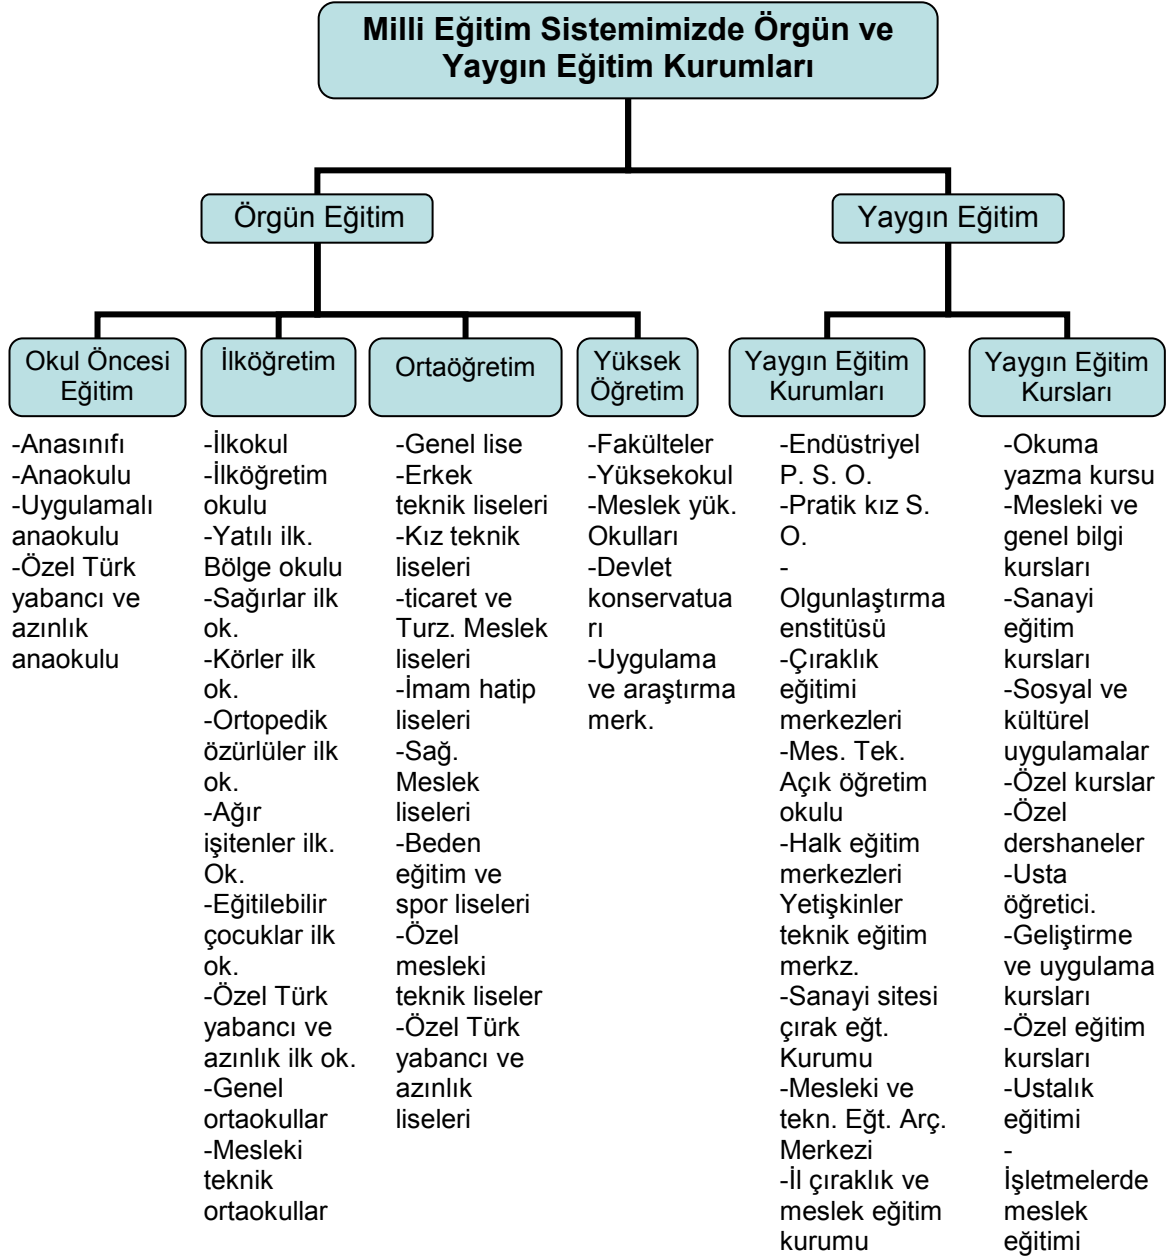 Milli Eğitim Sistemimizde Örgün ve
Yaygın Eğitim Kurumları
Örgün Eğitim
Yaygın Eğitim
Okul Öncesi
Eğitim
İlköğretim
Ortaöğretim
Yüksek
Öğretim
Yaygın Eğitim
Kurumları
Yaygın Eğitim
Kursları
-Anasınıfı
-Anaokulu
-Uygulamalı
anaokulu
-Özel Türk
yabancı ve
azınlık
anaokulu
-İlkokul
-İlköğretim
okulu
-Yatılı ilk.
Bölge okulu
-Sağırlar ilk
ok.
-Körler ilk
ok.
-Ortopedik
özürlüler ilk
ok.
-Ağır
işitenler ilk.
Ok.
-Eğitilebilir
çocuklar ilk
ok.
-Özel Türk
yabancı ve
azınlık ilk ok.
-Genel
ortaokullar
-Mesleki
teknik
ortaokullar
-Genel lise
-Erkek
teknik liseleri
-Kız teknik
liseleri
-ticaret ve
Turz. Meslek
liseleri
-İmam hatip
liseleri
-Sağ.
Meslek
liseleri
-Beden
eğitim ve
spor liseleri
-Özel
mesleki
teknik liseler
-Özel Türk
yabancı ve
azınlık
liseleri
-Fakülteler
-Yüksekokul
-Meslek yük.
Okulları
-Devlet
konservatua
rı
-Uygulama
ve araştırma
merk.
-Endüstriyel
P. S. O.
-Pratik kız S.
O.
-
Olgunlaştırma
enstitüsü
-Çıraklık
eğitimi
merkezleri
-Mes. Tek.
Açık öğretim
okulu
-Halk eğitim
merkezleri
Yetişkinler
teknik eğitim
merkz.
-Sanayi sitesi
çırak eğt.
Kurumu
-Mesleki ve
tekn. Eğt. Arç.
Merkezi
-İl çıraklık ve
meslek eğitim
kurumu
-Okuma
yazma kursu
-Mesleki ve
genel bilgi
kursları
-Sanayi
eğitim
kursları
-Sosyal ve
kültürel
uygulamalar
-Özel kurslar
-Özel
dershaneler
-Usta
öğretici.
-Geliştirme
ve uygulama
kursları
-Özel eğitim
kursları
-Ustalık
eğitimi
-
İşletmelerde
meslek
eğitimi